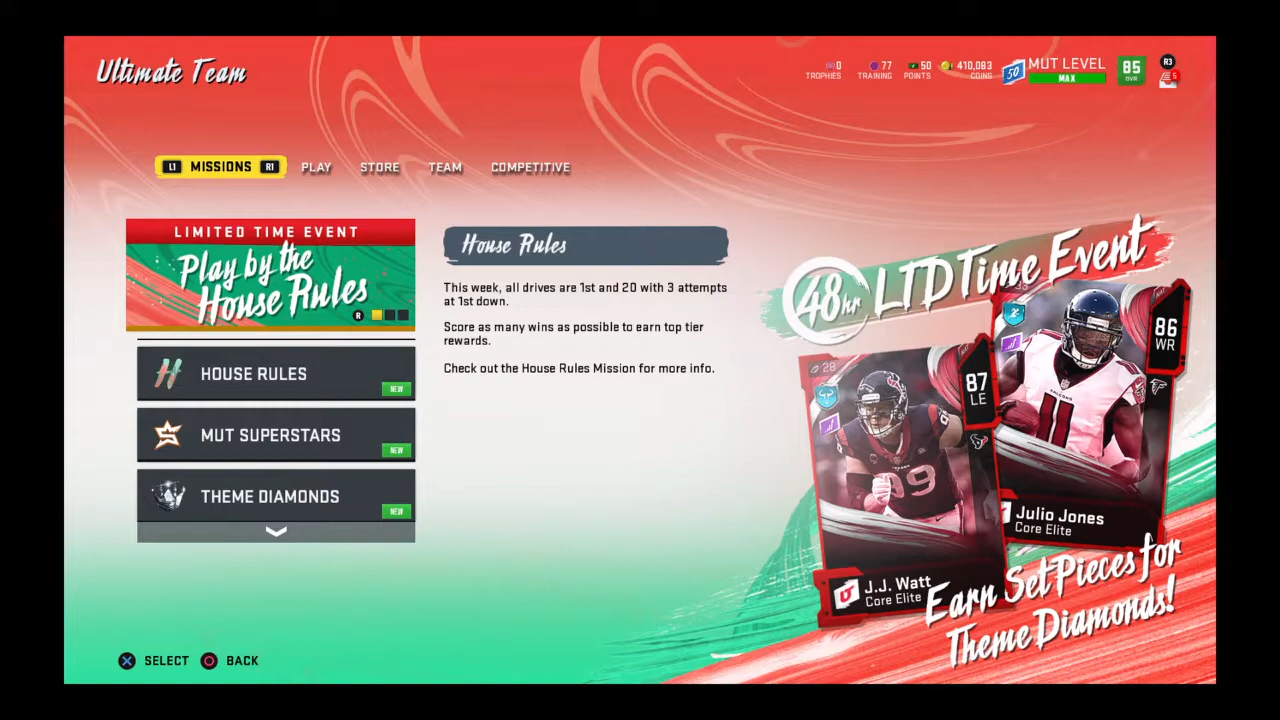 Ultimate Team
0 TROPHIES
77 TRAINING
50 POINTS
410,083 COINS
50
MUT LEVEL
MAX
85 OVR
R3
L1 MISSIONS R1 PLAY STORE TEAM COMPETITIVE
LIMITED TIME EVENT
Play by the
House Rules
R
HOUSE RULES
NEW
MUT SUPERSTARS
NEW
THEME DIAMONDS
NEW
House Rules
This week, all drives are 1st and 20 with 3 attempts
at 1st down.
Score as many wins as possible to earn top tier
rewards.
Check out the House Rules Mission for more info.
48hr LTD Time Event
86
WR
11
Julio Jones
Core Elite
28
87
LE
99
J.J. Watt
Core Elite
Earn Set Pieces for
Theme Diamonds!
SELECT BACK